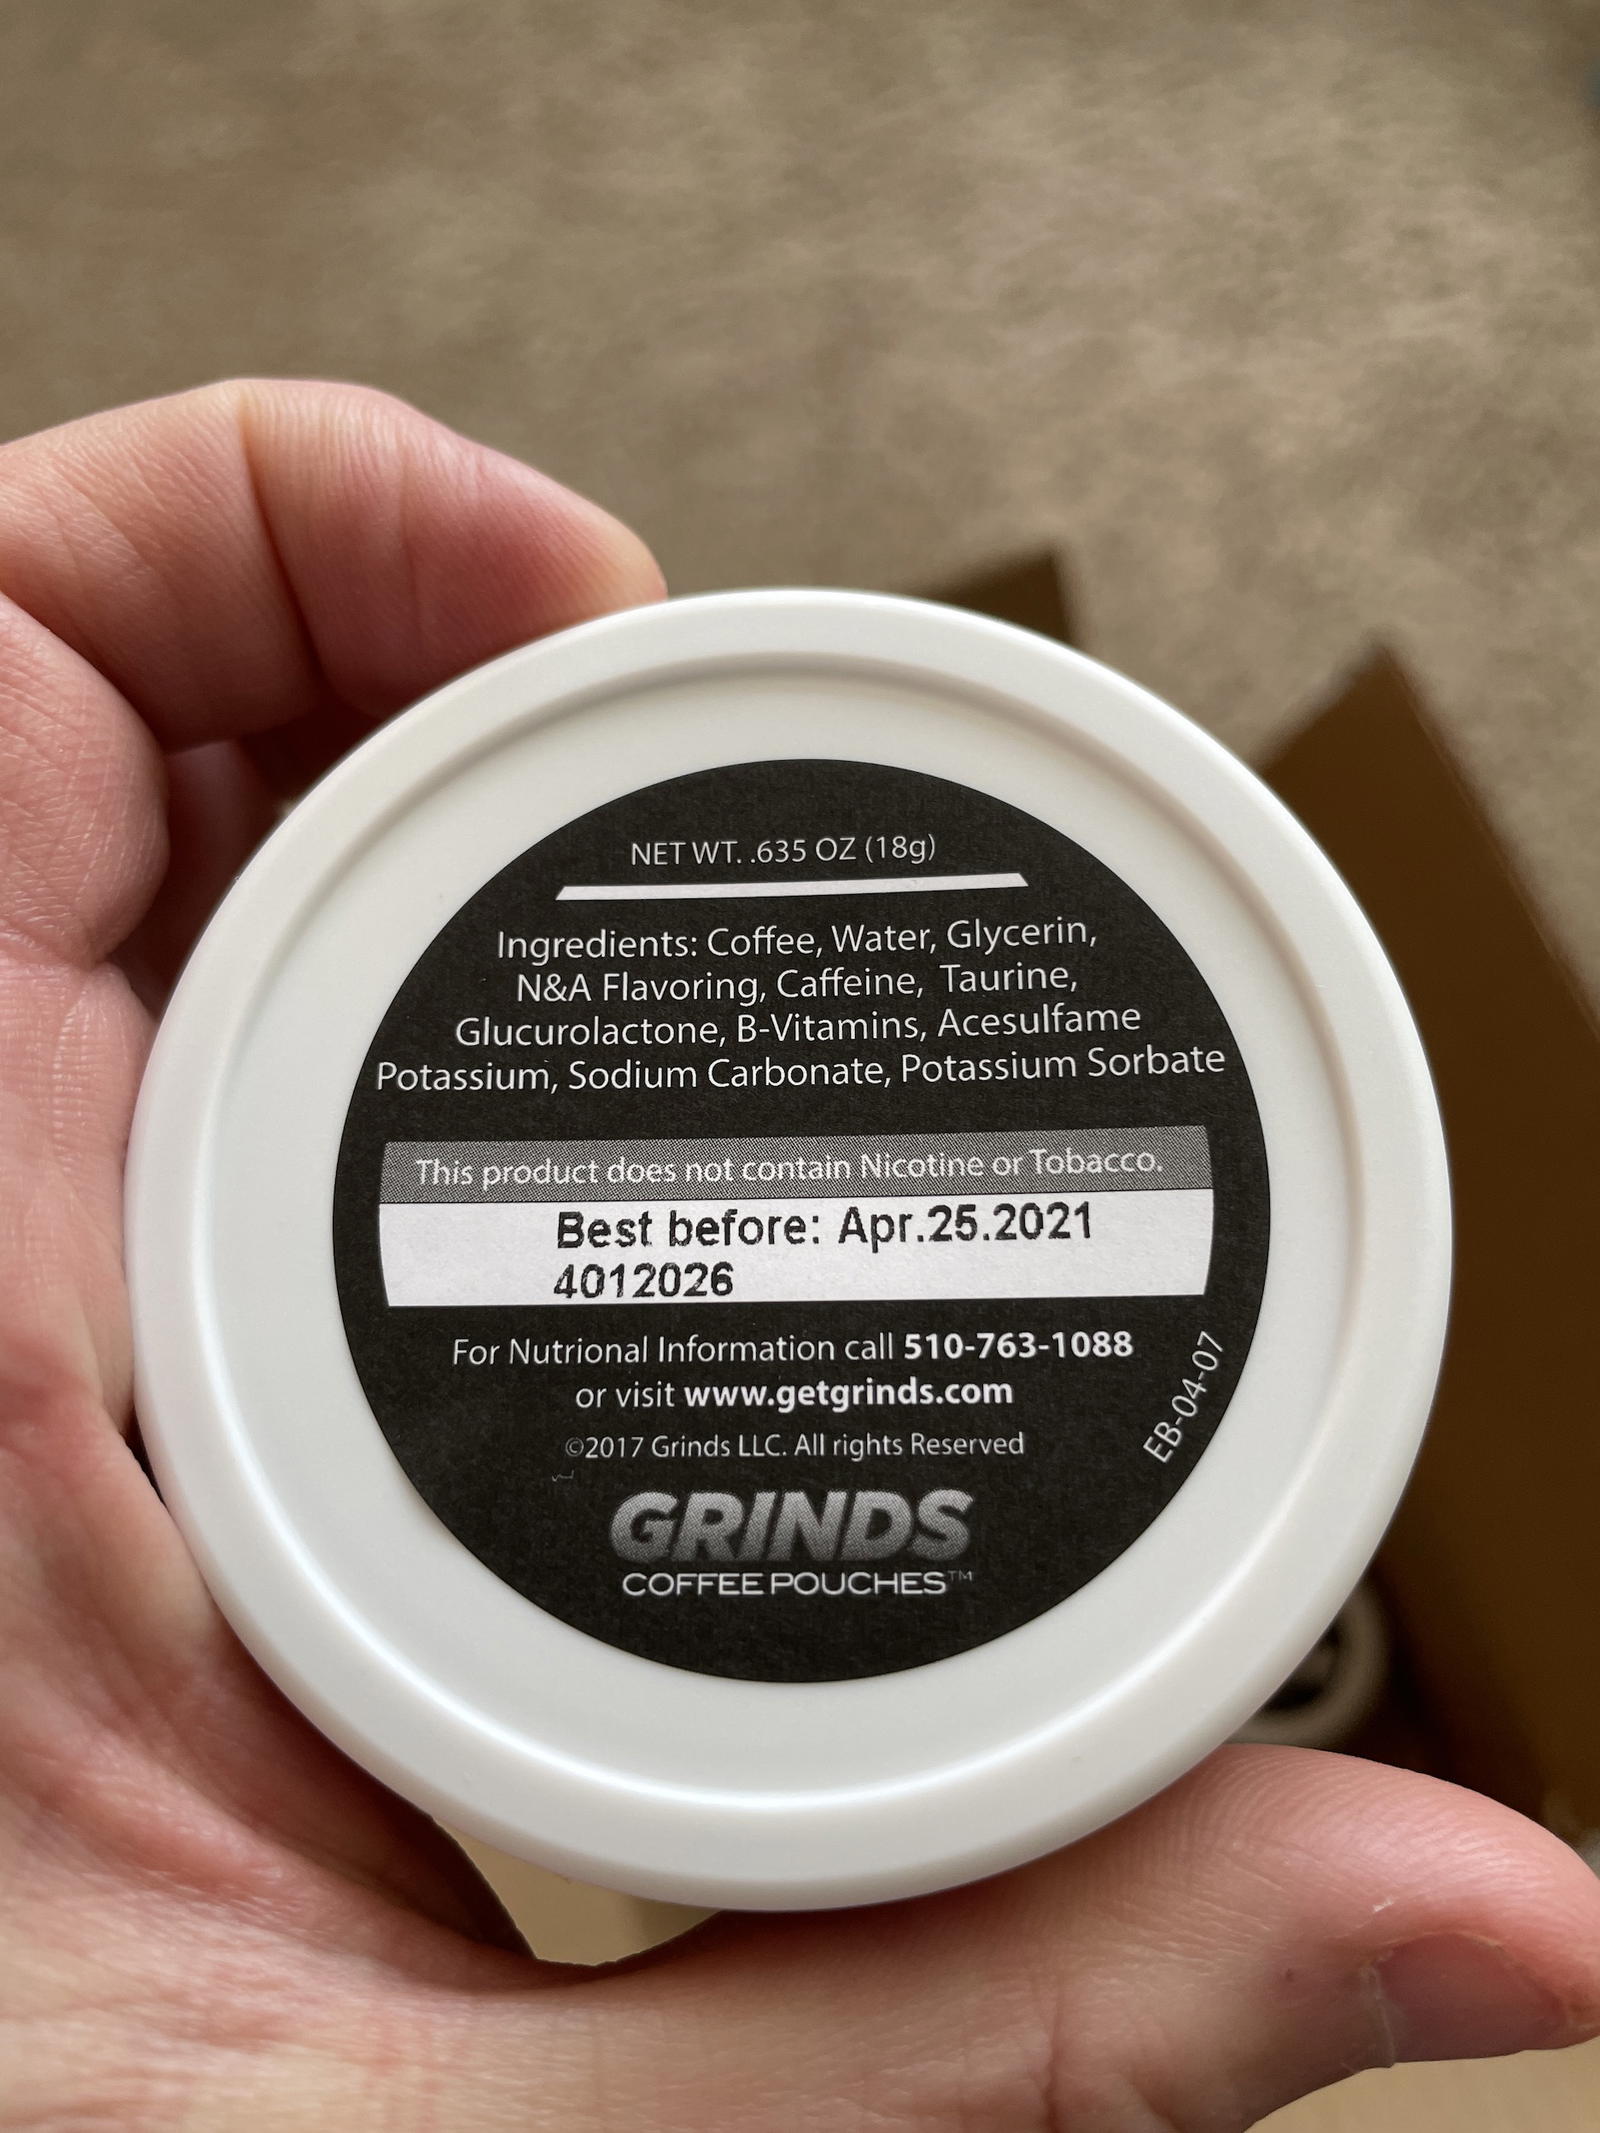 NET WT. .635 OZ (18g)
Ingredients: Coffee, Water, Glycerin,
N&A Flavoring, Caffeine, Taurine,
Glucurolactone, B-Vitamins, Acesulfame
Potassium, Sodium Carbonate, Potassium Sorbate
This product does not contain Nicotine or Tobacco.
Best before: Apr.25.2021
4012026
For Nutrional Information call 510-763-1088
or visit www.getgrinds.com
©2017 Grinds LLC. All rights Reserved
EB-04-07
GRINDS
COFFEE POUCHES™